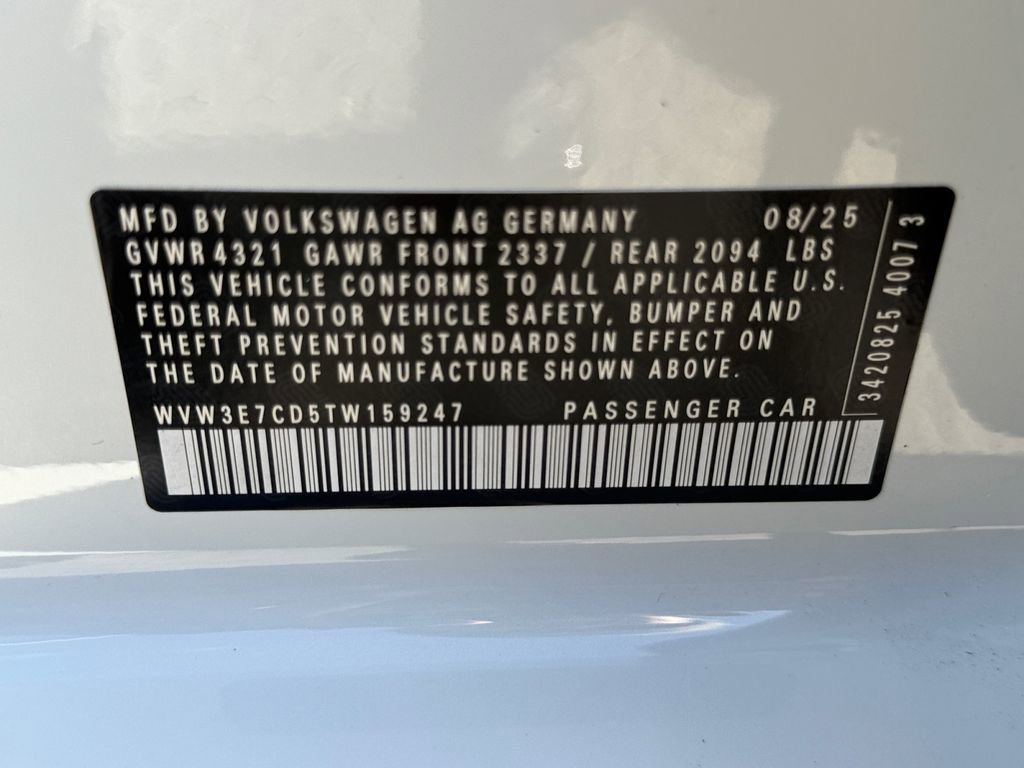 MFD BY VOLKSWAGEN AG GERMANY 08/25
GVWR 4321 GAWR FRONT 2337 / REAR 2094 LBS
THIS VEHICLE CONFORMS TO ALL APPLICABLE U.S.
FEDERAL MOTOR VEHICLE SAFETY, BUMPER AND
THEFT PREVENTION STANDARDS IN EFFECT ON
THE DATE OF MANUFACTURE SHOWN ABOVE.
WVW3E7CD5TW159247 PASSENGER CAR
3420825 4007 3